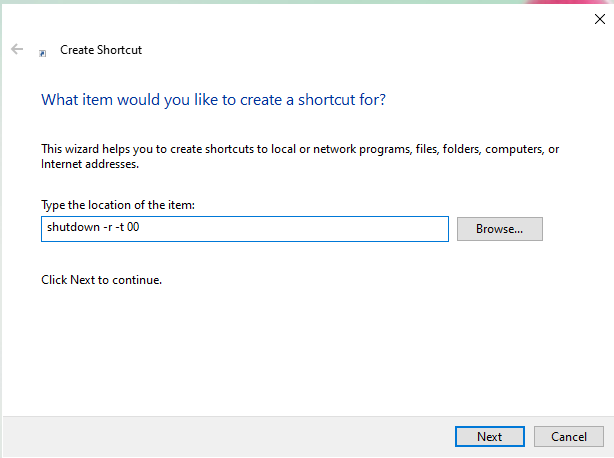 Create Shortcut
What item would you like to create a shortcut for?
This wizard helps you to create shortcuts to local or network programs, files, folders, computers, or
Internet addresses.
Type the location of the item:
shutdown -r -t 00
Browse...
Click Next to continue.
Next
Cancel